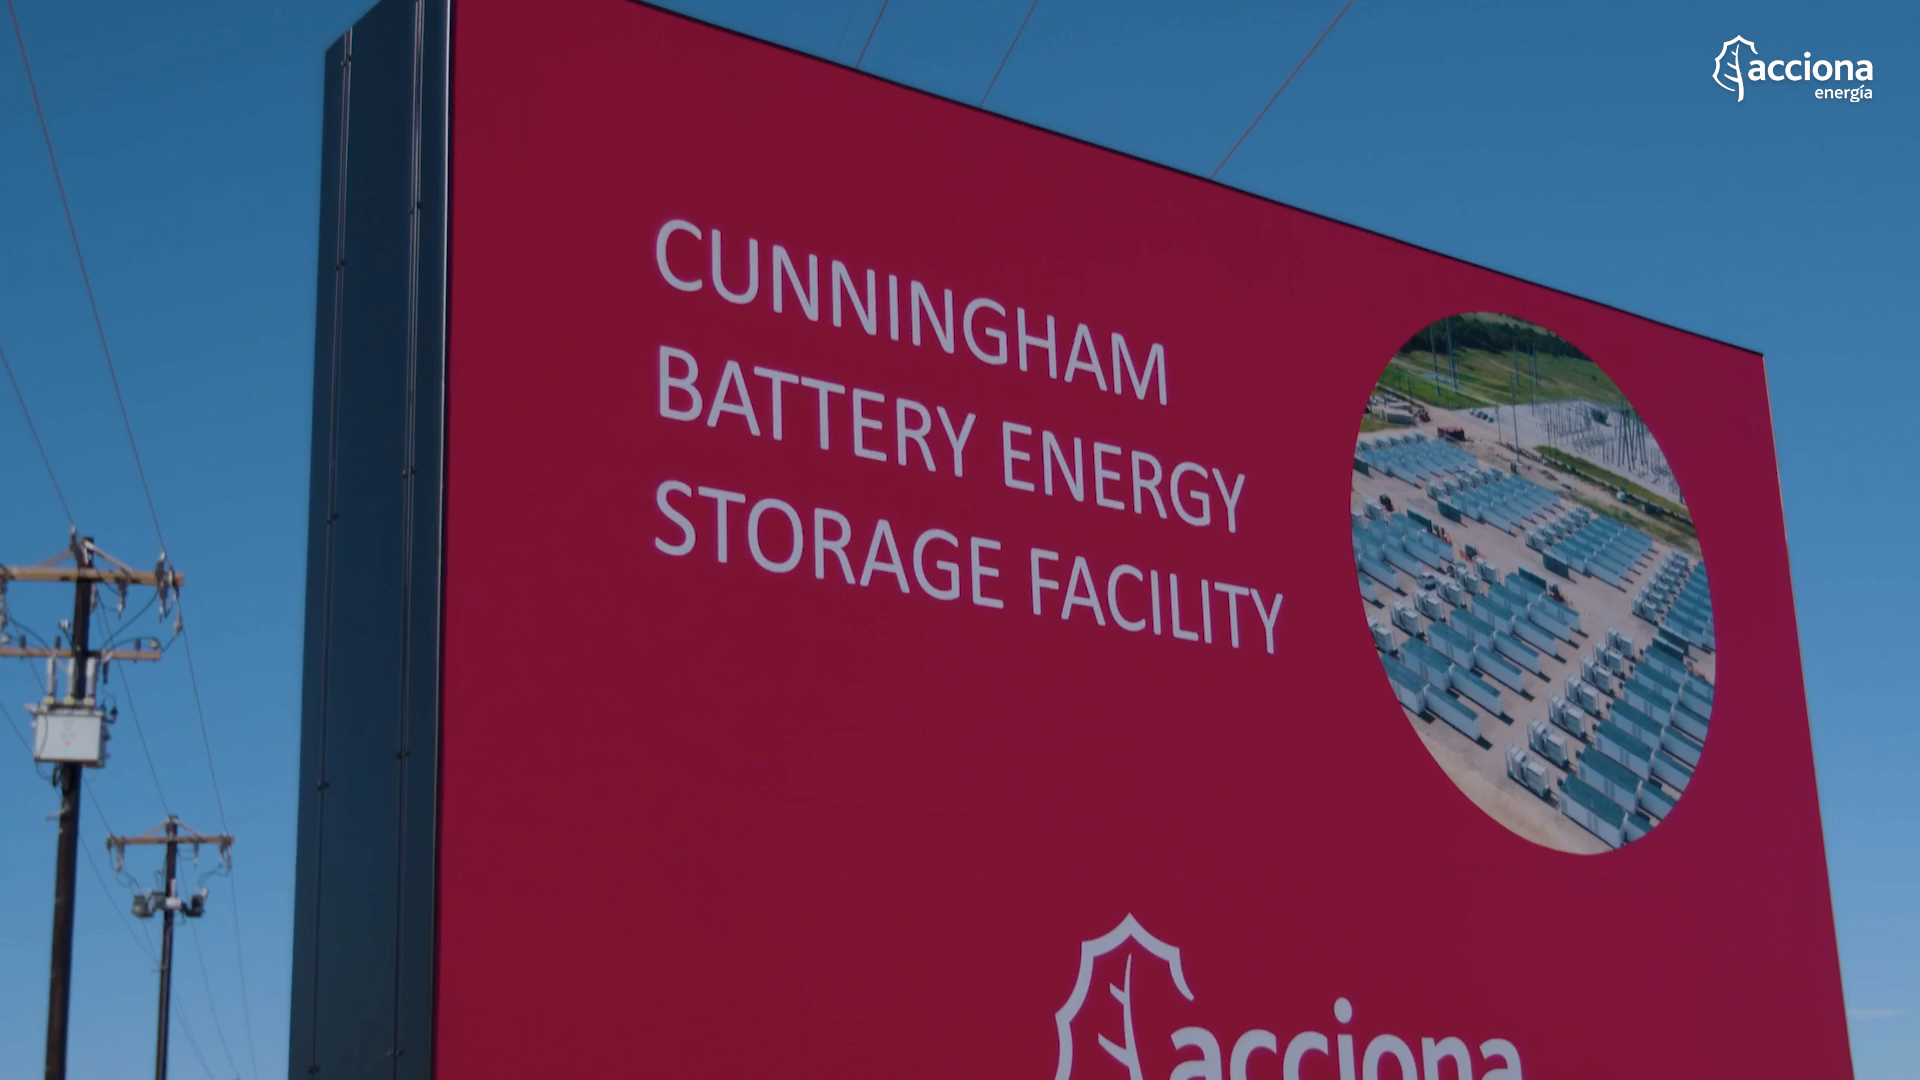 acciona
energía
CUNNINGHAM
BATTERY ENERGY
STORAGE FACILITY
acciona